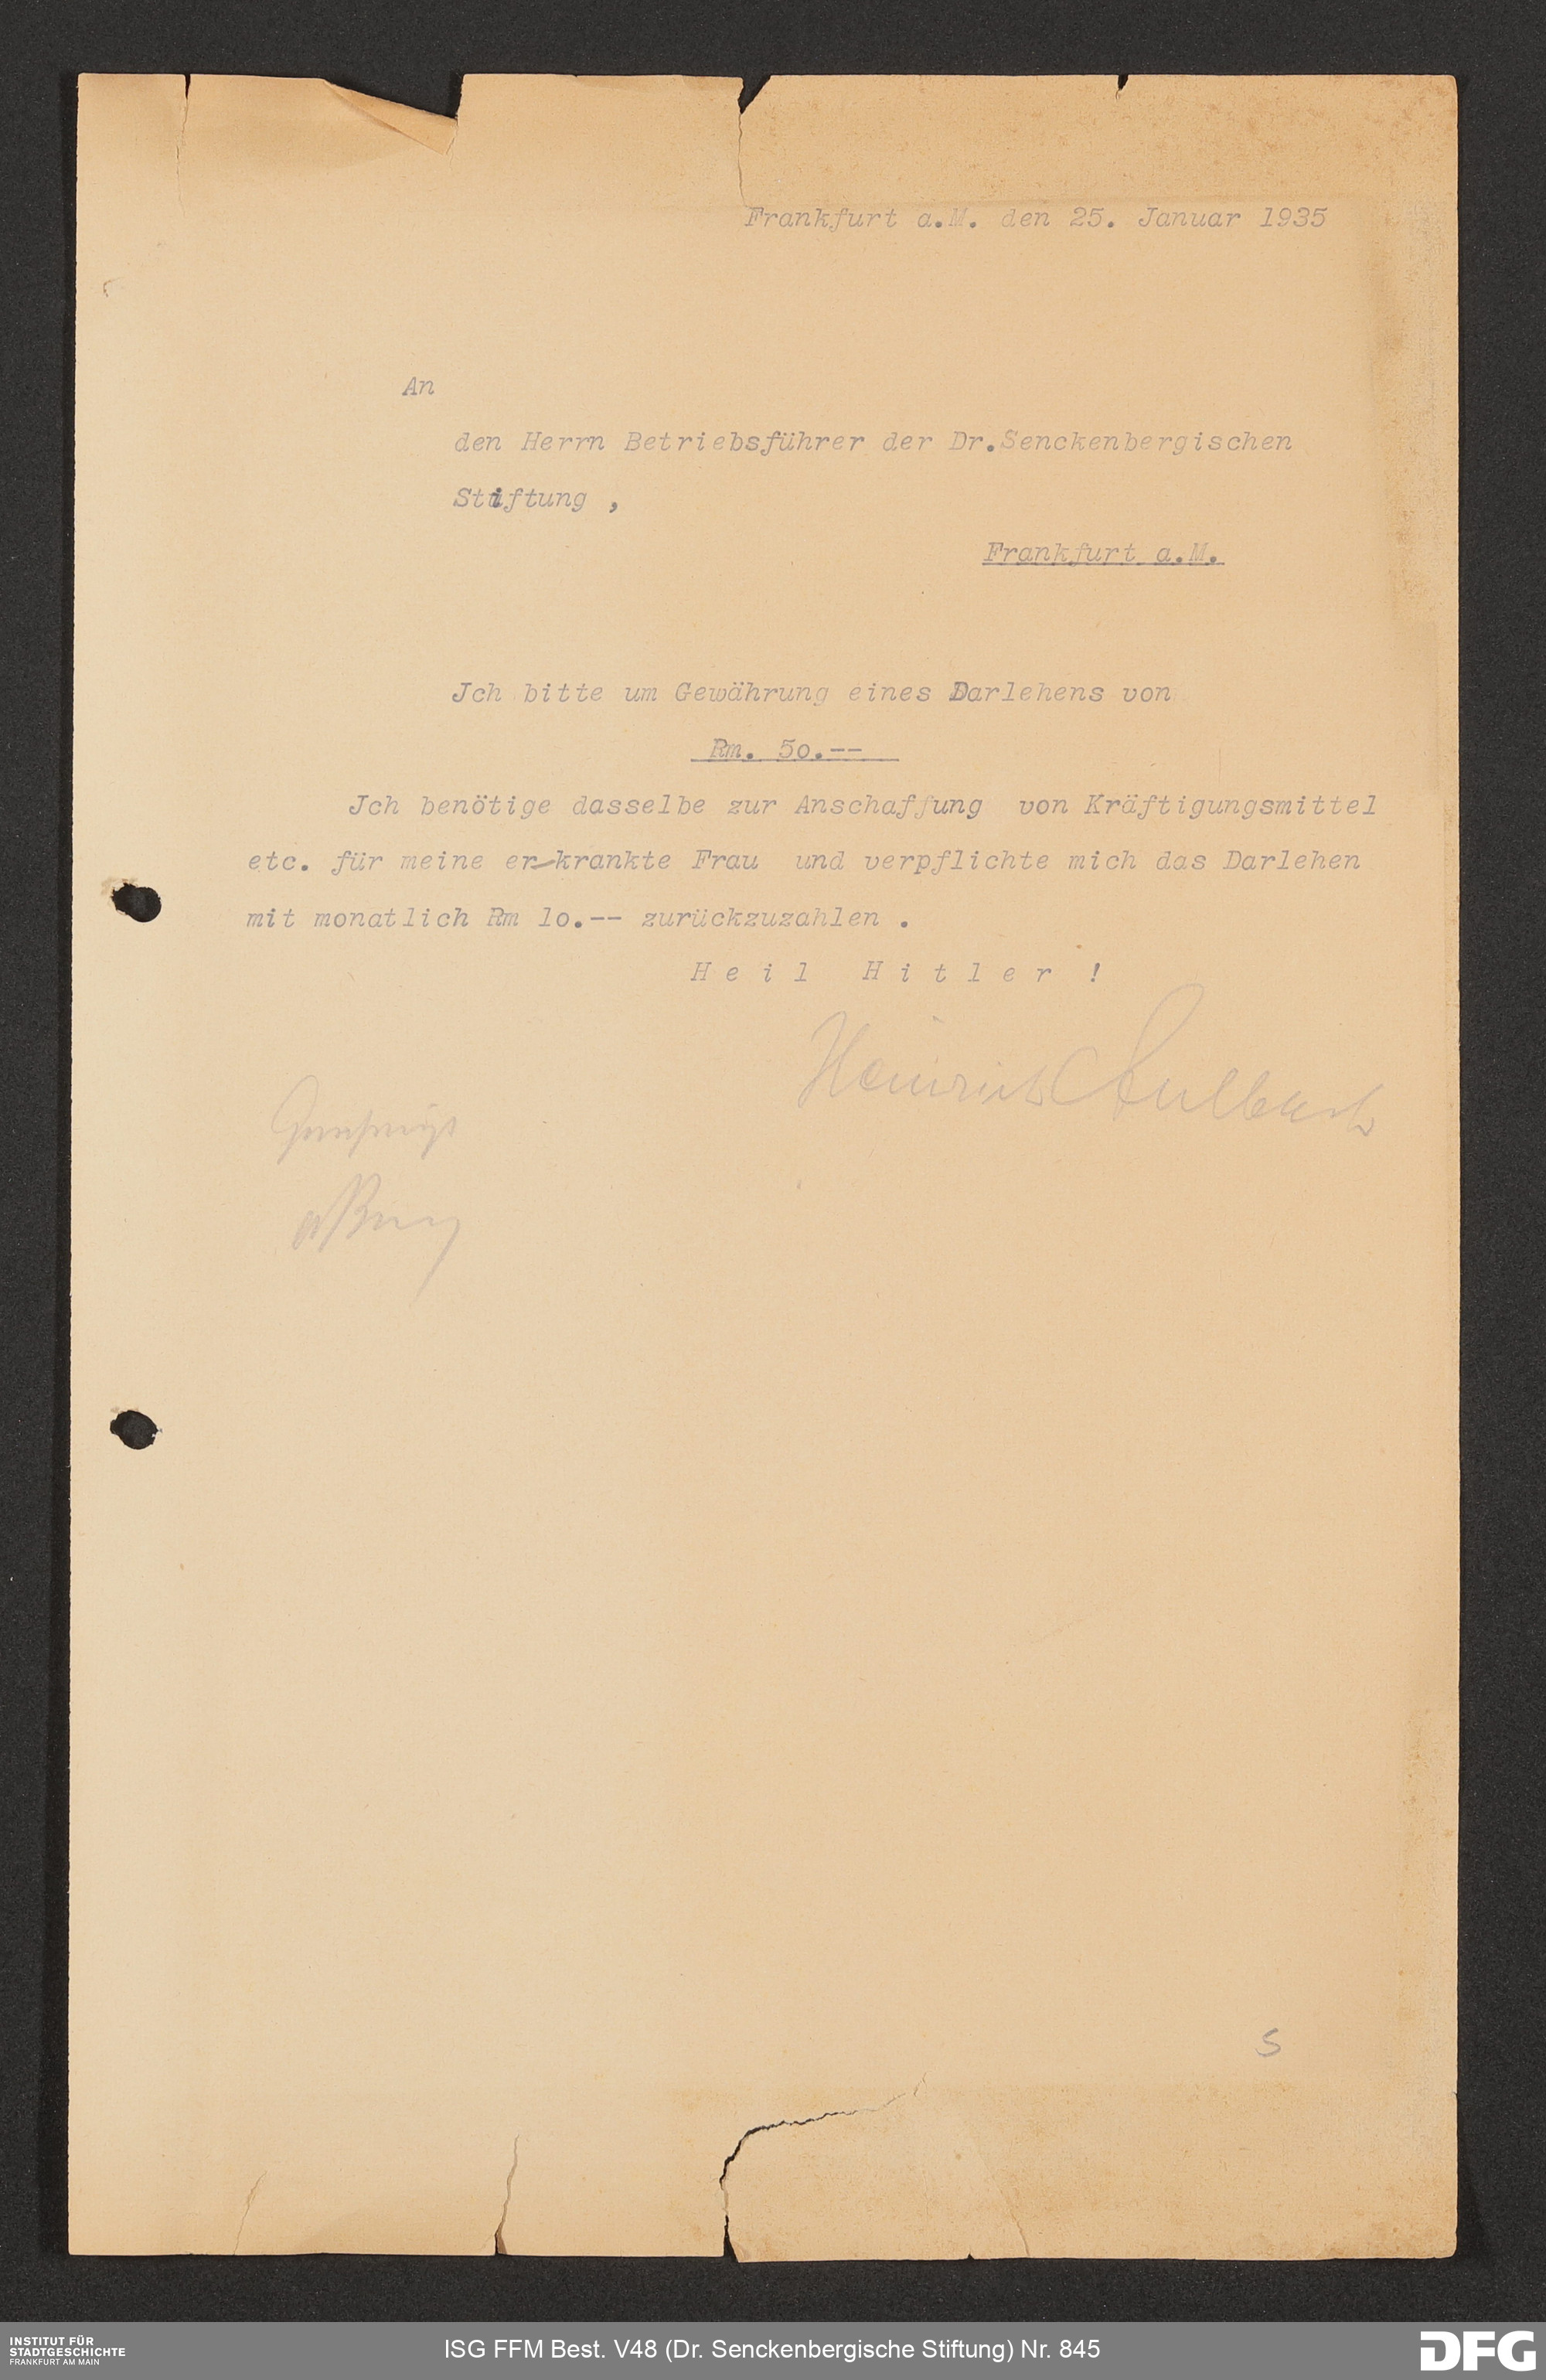 Frankfurt a.M. den 25. Januar 1935
An
den Herrn Betriebsführer der Dr.Senckenbergischen
Stiftung ,
Frankfurt a.M.
Jch bitte um Gewährung eines Darlehens von
Rm. 5o.--
Jch benötige dasselbe zur Anschaffung von Kräftigungsmittel
etc. für meine erkrankte Frau und verpflichte mich das Darlehen
mit monatlich Rm lo.-- zurückzuzahlen .
H e i l H i t l e r !
Heinrich
Genehmigt
S
INSTITUT FÜR
STADTGESCHICHTE
FRANKFURT AM MAIN
ISG FFM Best. V48 (Dr. Senckenbergische Stiftung) Nr. 845
DFG